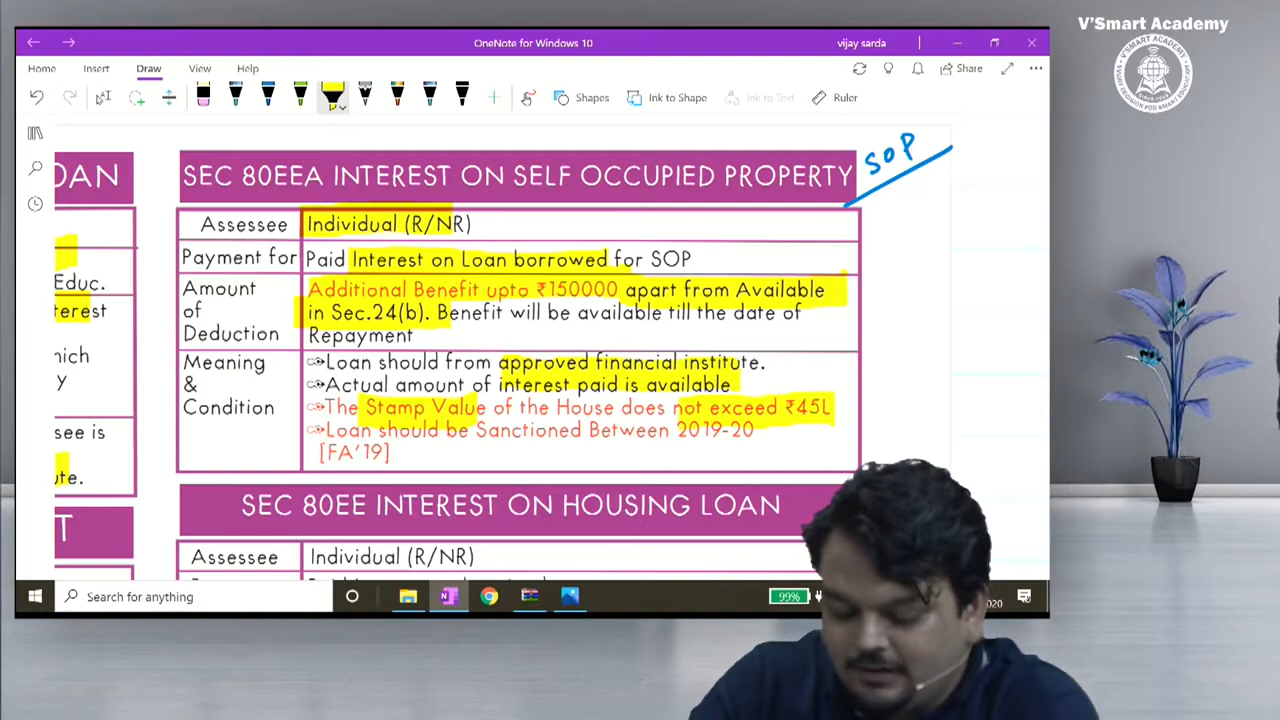 V'Smart Academy
OneNote for Windows 10
vijay sarda
Home Insert Draw View Help
Share
Shapes Ink to Shape Ink to Text Ruler
OAN
SEC 80EEA INTEREST ON SELF OCCUPIED PROPERTY
SOP
Assessee Individual (R/NR)
Payment for Paid Interest on Loan borrowed for SOP
Amount of Deduction
Additional Benefit upto ₹150000 apart from Available
in Sec.24(b). Benefit will be available till the date of
Repayment
Meaning & Condition
Loan should from approved financial institute.
Actual amount of interest paid is available
The Stamp Value of the House does not exceed ₹45L
Loan should be Sanctioned Between 2019-20
[FA'19]
Educ.
terest
hich
y
see is
ute.
T
SEC 80EE INTEREST ON HOUSING LOAN
Assessee Individual (R/NR)
Search for anything
99%